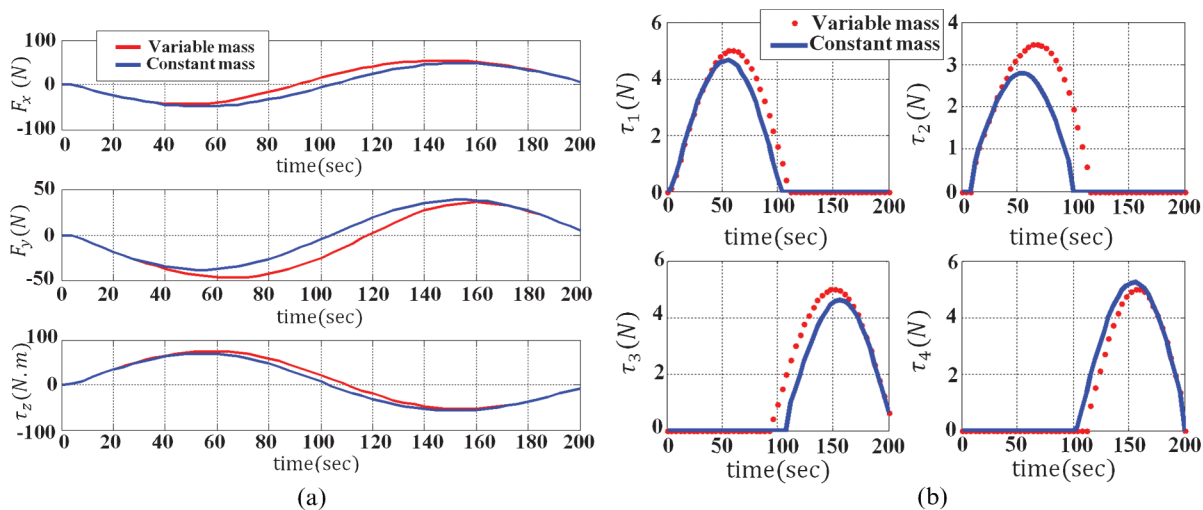 Variable mass
Constant mass
100
0
-100
F_x (N)
0 20 40 60 80 100 120 140 160 180 200
time(sec)
50
0
-50
F_y (N)
0 20 40 60 80 100 120 140 160 180 200
time(sec)
100
0
-100
τ_z (N.m)
0 20 40 60 80 100 120 140 160 180 200
time(sec)
(a)
Variable mass
Constant mass
6
4
2
0
τ_1 (N)
0 50 100 150 200
time(sec)
4
3
2
1
0
τ_2 (N)
0 50 100 150 200
time(sec)
6
4
2
0
τ_3 (N)
0 50 100 150 200
time(sec)
6
4
2
0
τ_4 (N)
0 50 100 150 200
time(sec)
(b)